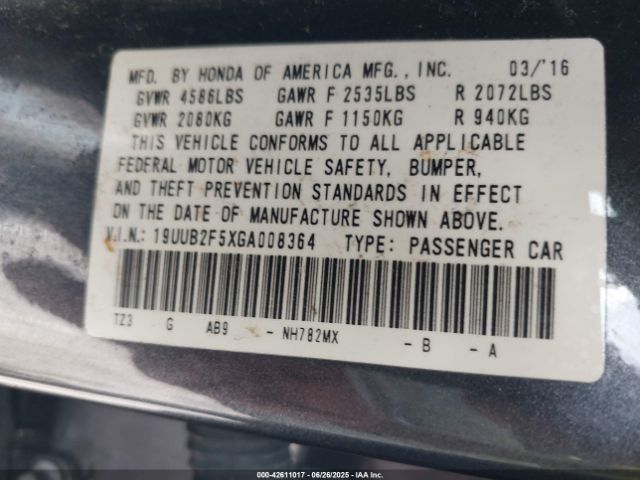 MFD. BY HONDA OF AMERICA MFG., INC. 03/'16
GVWR 4586LBS GAWR F 2535LBS R 2072LBS
GVWR 2080KG GAWR F 1150KG R 940KG
THIS VEHICLE CONFORMS TO ALL APPLICABLE
FEDERAL MOTOR VEHICLE SAFETY, BUMPER,
AND THEFT PREVENTION STANDARDS IN EFFECT
ON THE DATE OF MANUFACTURE SHOWN ABOVE.
V.I.N.: 19UUB2F5XGA008364 TYPE: PASSENGER CAR
TZ3 G AB9 - NH782MX - B - A
00-42611017 | 06/26/2025 | IAA Inc.